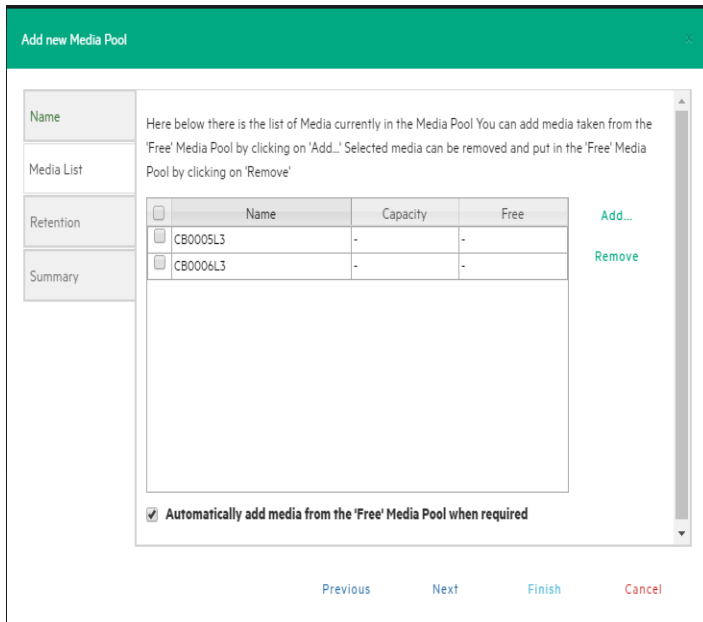 Add new Media Pool
x
Name
Media List
Retention
Summary
Here below there is the list of Media currently in the Media Pool You can add media taken from the
'Free' Media Pool by clicking on 'Add...' Selected media can be removed and put in the 'Free' Media
Pool by clicking on 'Remove'
Name Capacity Free
CB0005L3 - -
CB0006L3 - -
Add...
Remove
Automatically add media from the 'Free' Media Pool when required
Previous Next Finish Cancel